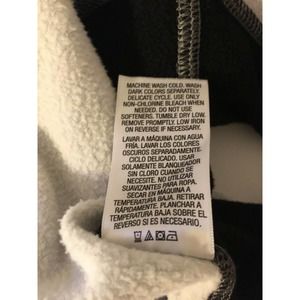 MACHINE WASH COLD. WASH
DARK COLORS SEPARATELY.
DELICATE CYCLE. USE ONLY
NON-CHLORINE BLEACH WHEN
NEEDED. DO NOT USE
SOFTENERS. TUMBLE DRY LOW.
REMOVE PROMPTLY. LOW IRON
ON REVERSE IF NECESSARY.
LAVAR A MÁQUINA CON AGUA
FRÍA. LAVAR LOS COLORES
OSCUROS SEPARADAMENTE.
CICLO DELICADO. USAR
SOLAMENTE BLANQUEADOR
SIN CLORO CUANDO SE
NECESITE. NO UTILIZAR
SUAVIZANTES PARA ROPA.
SECAR A MÁQUINA A
TEMPERATURA BAJA. RETIRAR
RÁPIDAMENTE. PLANCHAR A
TEMPERATURA BAJA SOBRE EL
REVERSO SI ES NECESARIO.